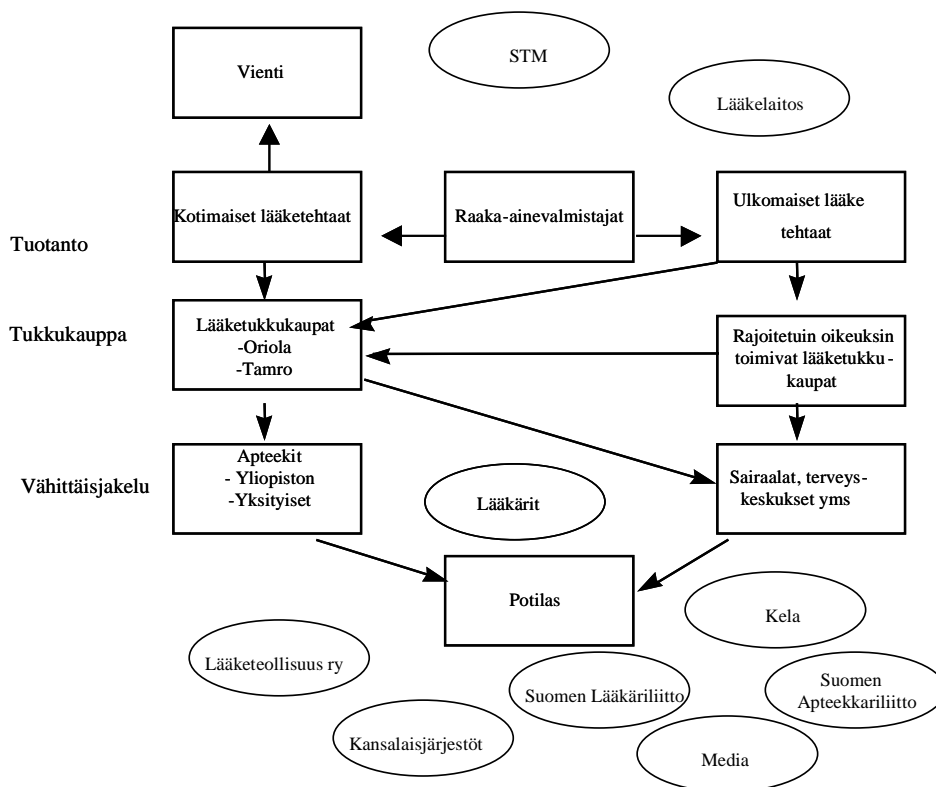 STM
Vienti
Lääkelaitos
Kotimaiset lääketehtaat
Raaka-ainevalmistajat
Ulkomaiset lääke
tehtaat
Tuotanto
Tukkukauppa
Lääketukkukaupat
-Oriola
-Tamro
Rajoitetuin oikeuksin
toimivat lääketukku-
kaupat
Vähittäisjakelu
Apteekit
- Yliopiston
-Yksityiset
Lääkärit
Sairaalat, terveys-
keskukset yms
Potilas
Kela
Lääketeollisuus ry
Suomen Lääkäriliitto
Suomen
Apteekkariliitto
Kansalaisjärjestöt
Media